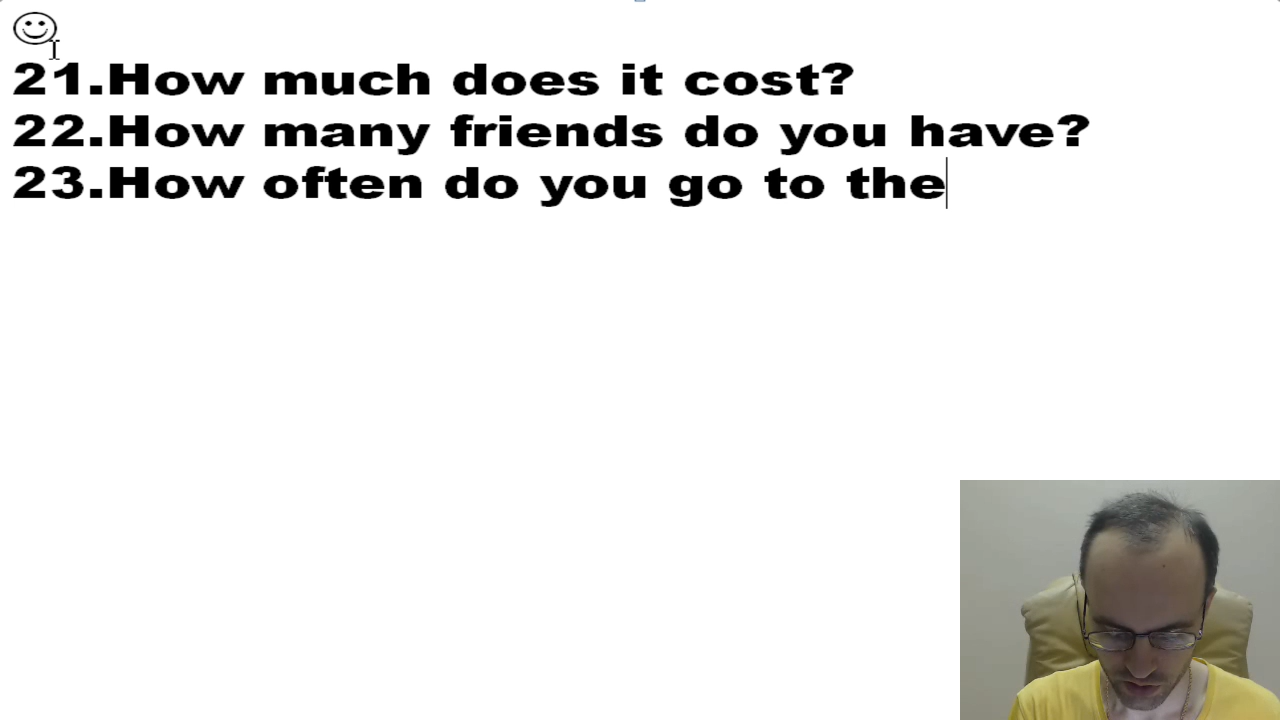 21.How much does it cost?
22.How many friends do you have?
23.How often do you go to the